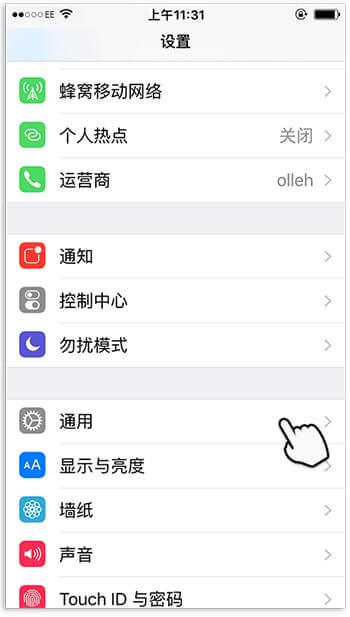 EE 上午11:31
设置
蜂窝移动网络
个人热点 关闭
运营商 olleh
通知
控制中心
勿扰模式
通用
AA 显示与亮度
墙纸
声音
Touch ID 与密码